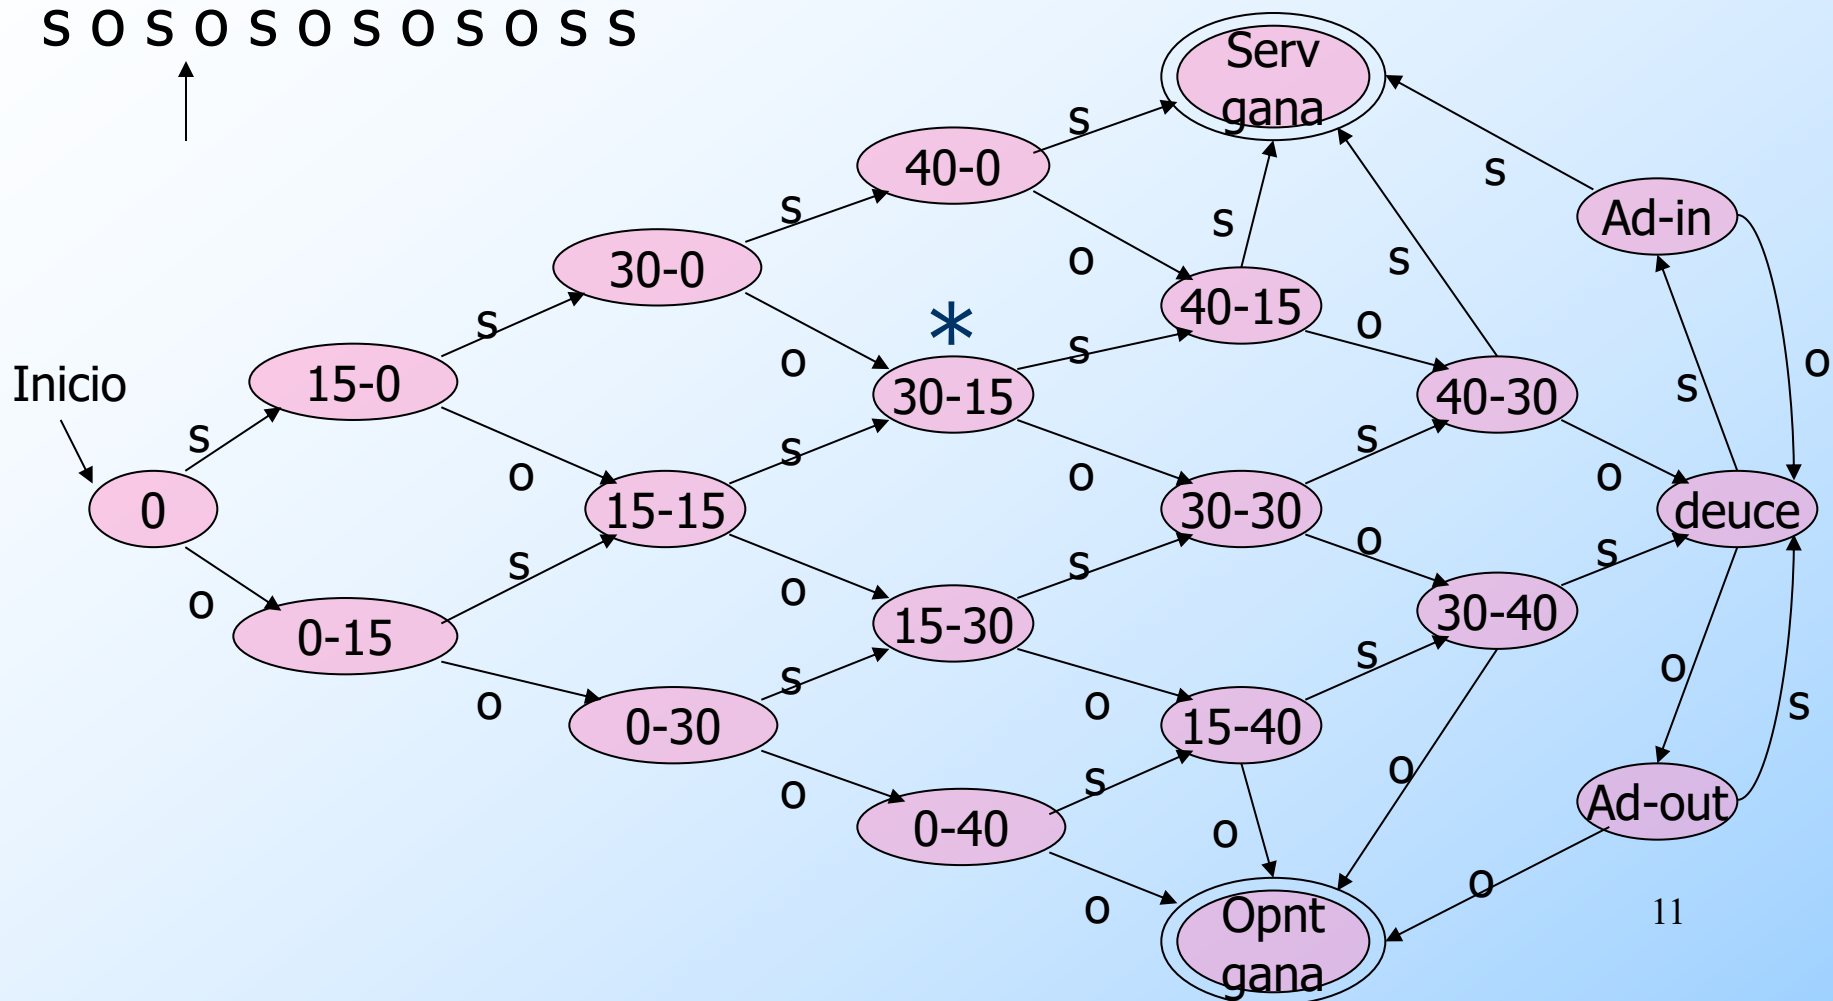 s o s o s o s o s o s s
Serv
gana
s
40-0
s
Ad-in
s
s
o
s
30-0
40-15
*
s
o
s
o
15-0
o
30-15
40-30
s
Inicio
s
o
s
o
s
o
0
15-15
30-30
deuce
s
o
s
o
s
o
0-15
15-30
30-40
s
s
o
s
o
o
0-30
15-40
o
s
o
s
Ad-out
0-40
o
o
o
Opnt
gana
11